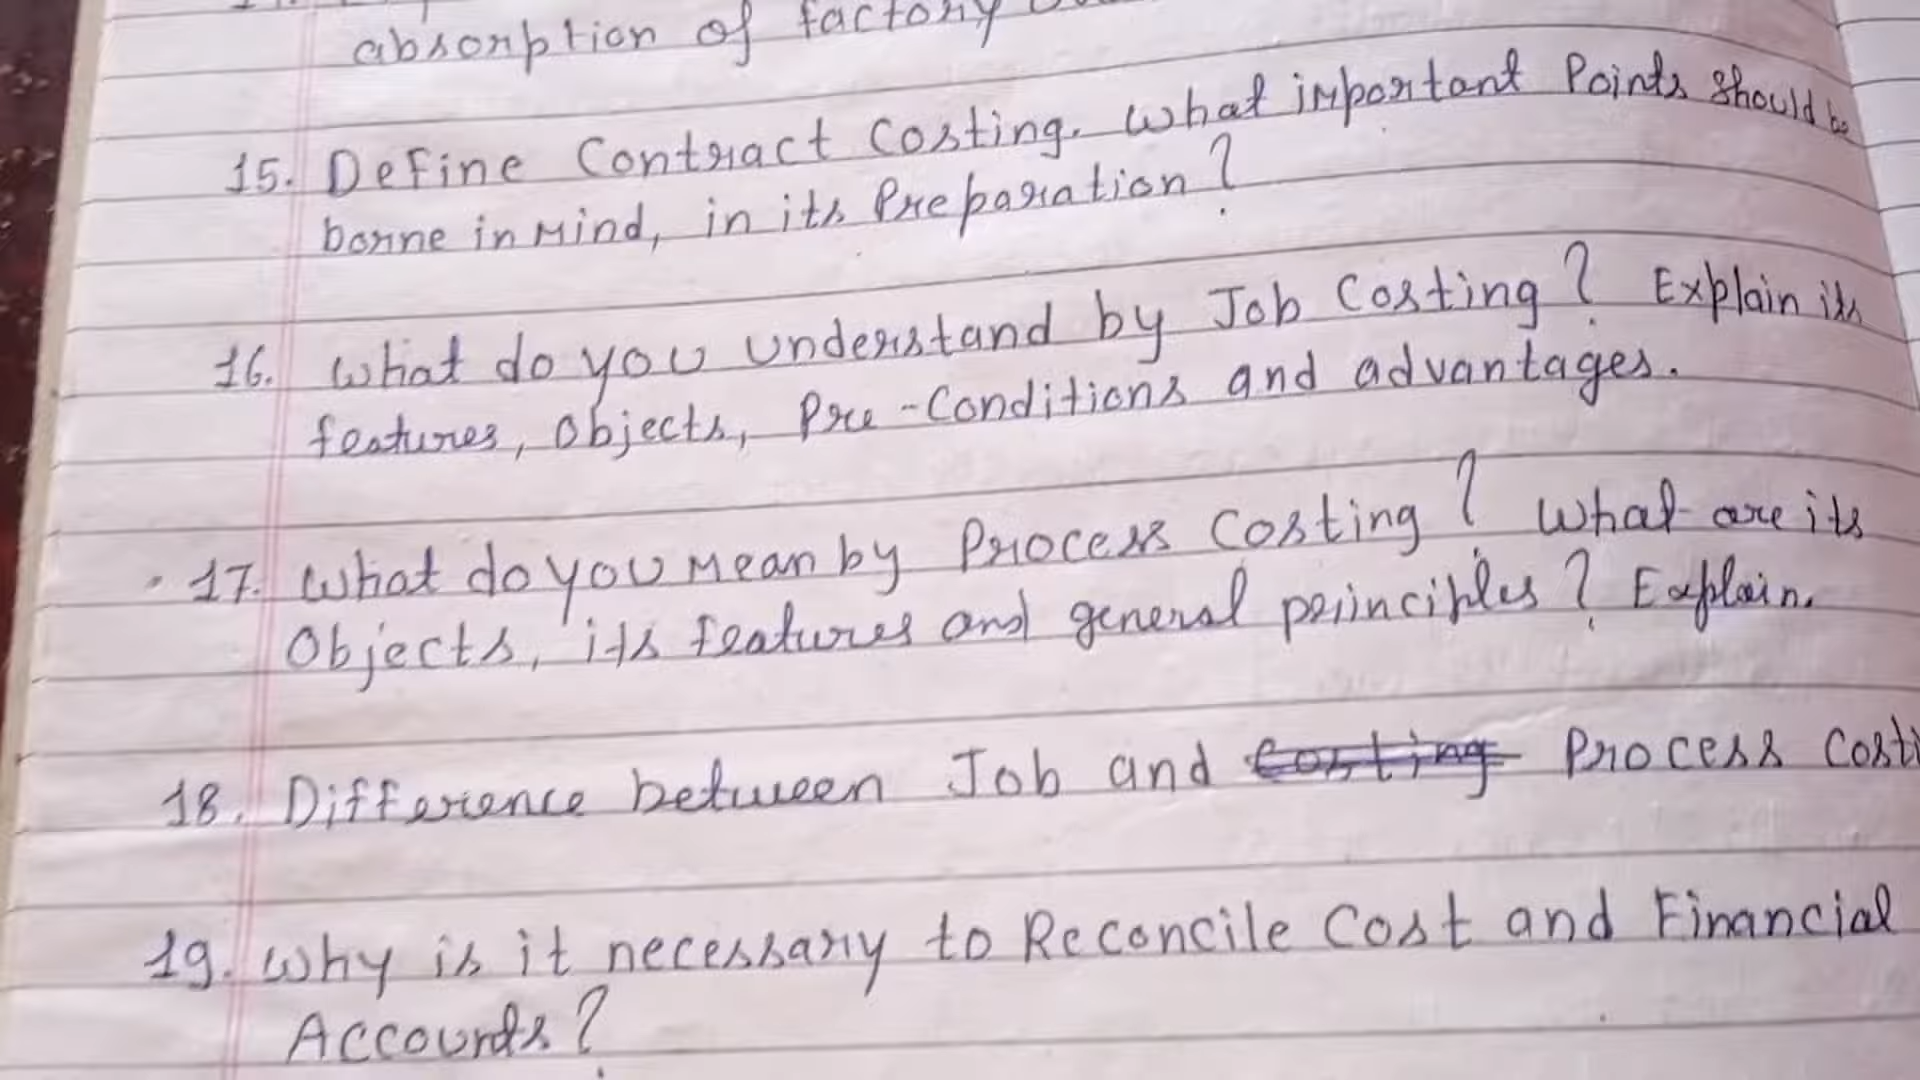 absorption of factory
15. Define Contract Costing. What important Points should be
borne in mind, in its Preparation?
16. What do you understand by Job Costing? Explain its
features, Objects, Pre-Conditions and advantages.
17. What do you mean by Process Costing? What are its
Objects, its features and general principles? Explain.
18. Difference between Job and Costing Process Costi
19. Why is it necessary to Reconcile Cost and Financial
Accounts?